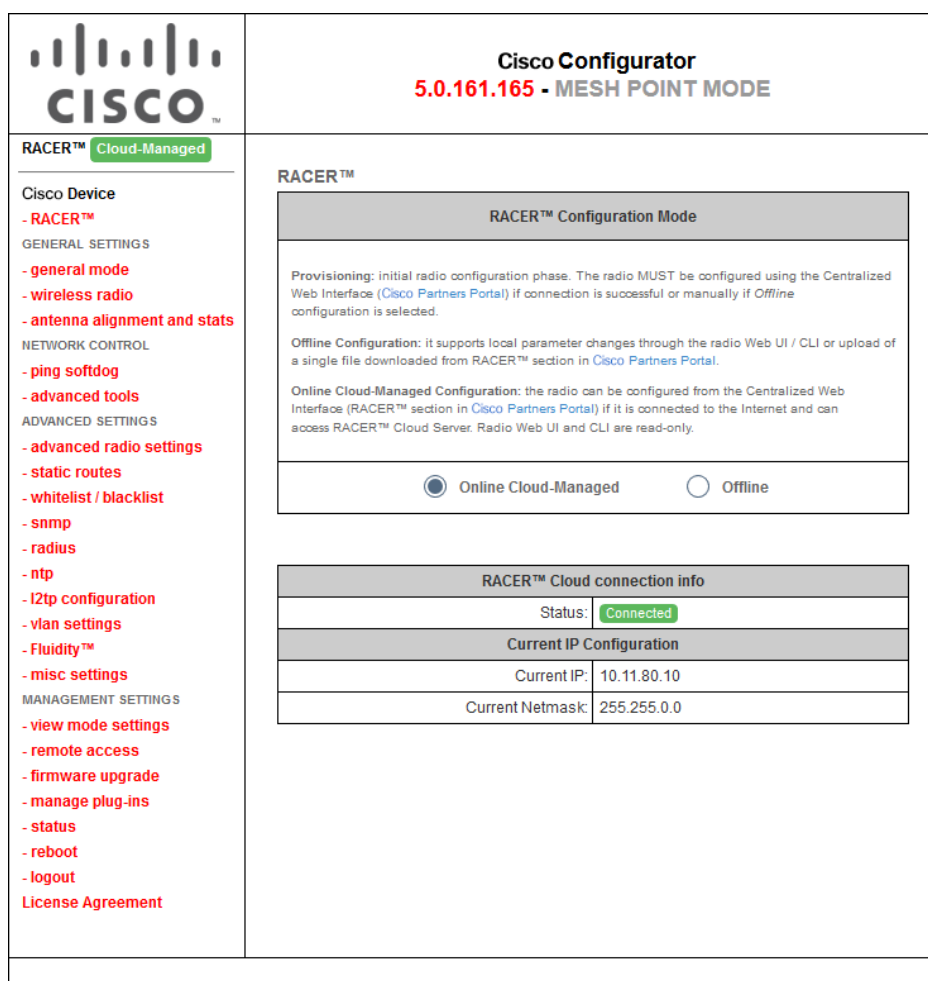 CISCO™
Cisco Configurator
5.0.161.165 - MESH POINT MODE
RACER™ Cloud-Managed
Cisco Device
- RACER™
GENERAL SETTINGS
- general mode
- wireless radio
- antenna alignment and stats
NETWORK CONTROL
- ping softdog
- advanced tools
ADVANCED SETTINGS
- advanced radio settings
- static routes
- whitelist / blacklist
- snmp
- radius
- ntp
- l2tp configuration
- vlan settings
- Fluidity™
- misc settings
MANAGEMENT SETTINGS
- view mode settings
- remote access
- firmware upgrade
- manage plug-ins
- status
- reboot
- logout
License Agreement
RACER™
RACER™ Configuration Mode
Provisioning: initial radio configuration phase. The radio MUST be configured using the Centralized
Web Interface (Cisco Partners Portal) if connection is successful or manually if Offline
configuration is selected.
Offline Configuration: it supports local parameter changes through the radio Web UI / CLI or upload of
a single file downloaded from RACER™ section in Cisco Partners Portal.
Online Cloud-Managed Configuration: the radio can be configured from the Centralized Web
Interface (RACER™ section in Cisco Partners Portal) if it is connected to the Internet and can
access RACER™ Cloud Server. Radio Web UI and CLI are read-only.
Online Cloud-Managed Offline
RACER™ Cloud connection info
Status: Connected
Current IP Configuration
Current IP: 10.11.80.10
Current Netmask: 255.255.0.0